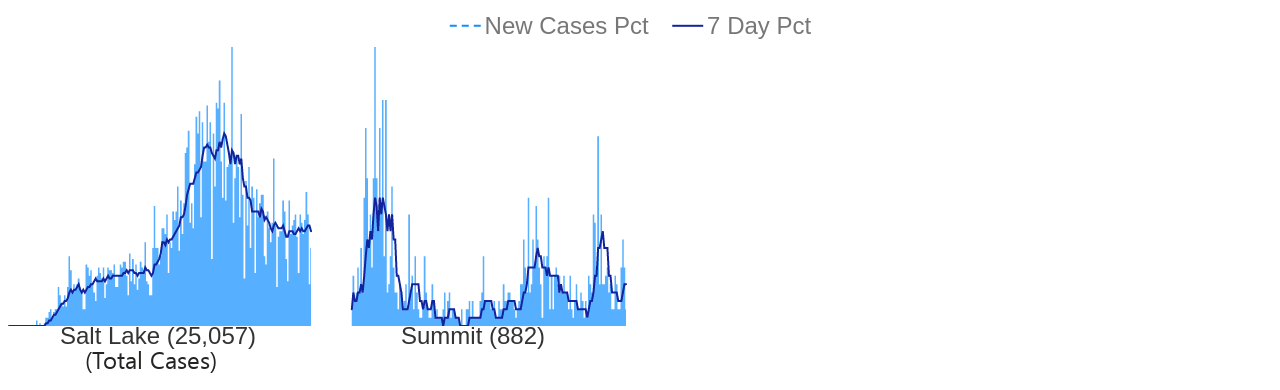 New Cases Pct 7 Day Pct
Salt Lake (25,057) Summit (882)
(Total Cases)